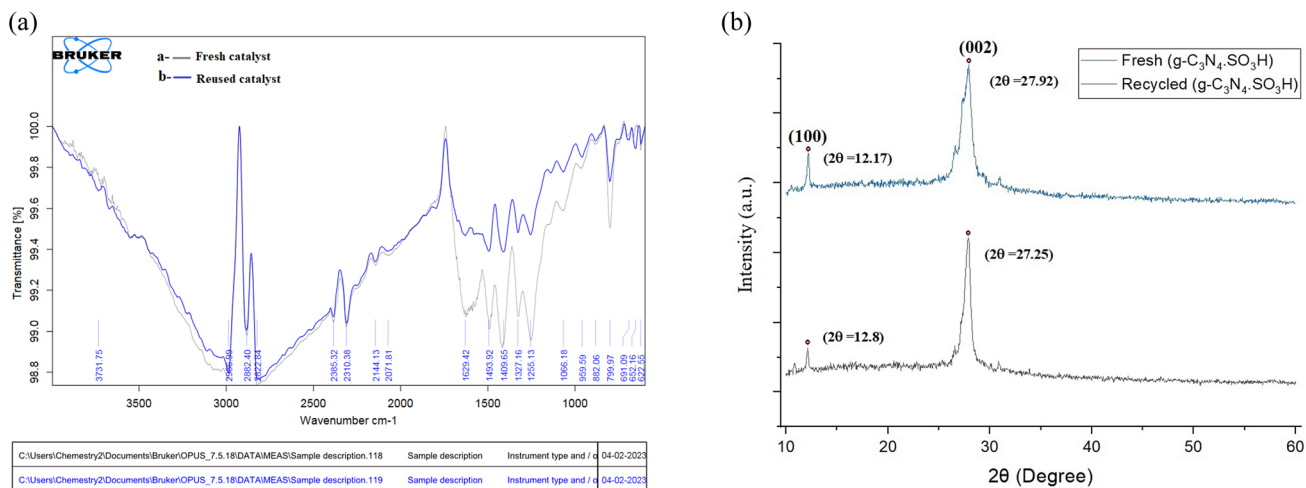 (a)
BRUKER
a- Fresh catalyst
b- Reused catalyst
Transmittance [%]
100.0
99.8
99.6
99.4
99.2
99.0
98.8
3731.75
2882.40
2385.32
2310.38
2144.13
2071.81
1629.42
1493.92
1409.65
1327.16
1255.13
1066.18
959.59
882.06
799.97
691.09
652.16
622.55
3500 3000 2500 2000 1500 1000
Wavenumber cm-1
C:\Users\Chemestry2\Documents\Bruker\OPUS_7.5.18\DATA\MEAS\Sample description.118 Sample description Instrument type and / o 04-02-2023
C:\Users\Chemestry2\Documents\Bruker\OPUS_7.5.18\DATA\MEAS\Sample description.119 Sample description Instrument type and / o 04-02-2023
(b)
Fresh (g-C₃N₄.SO₃H)
Recycled (g-C₃N₄.SO₃H)
(002)
(2θ =27.92)
(100)
(2θ =12.17)
(2θ =27.25)
(2θ =12.8)
Intensity (a.u.)
10 20 30 40 50 60
2θ (Degree)